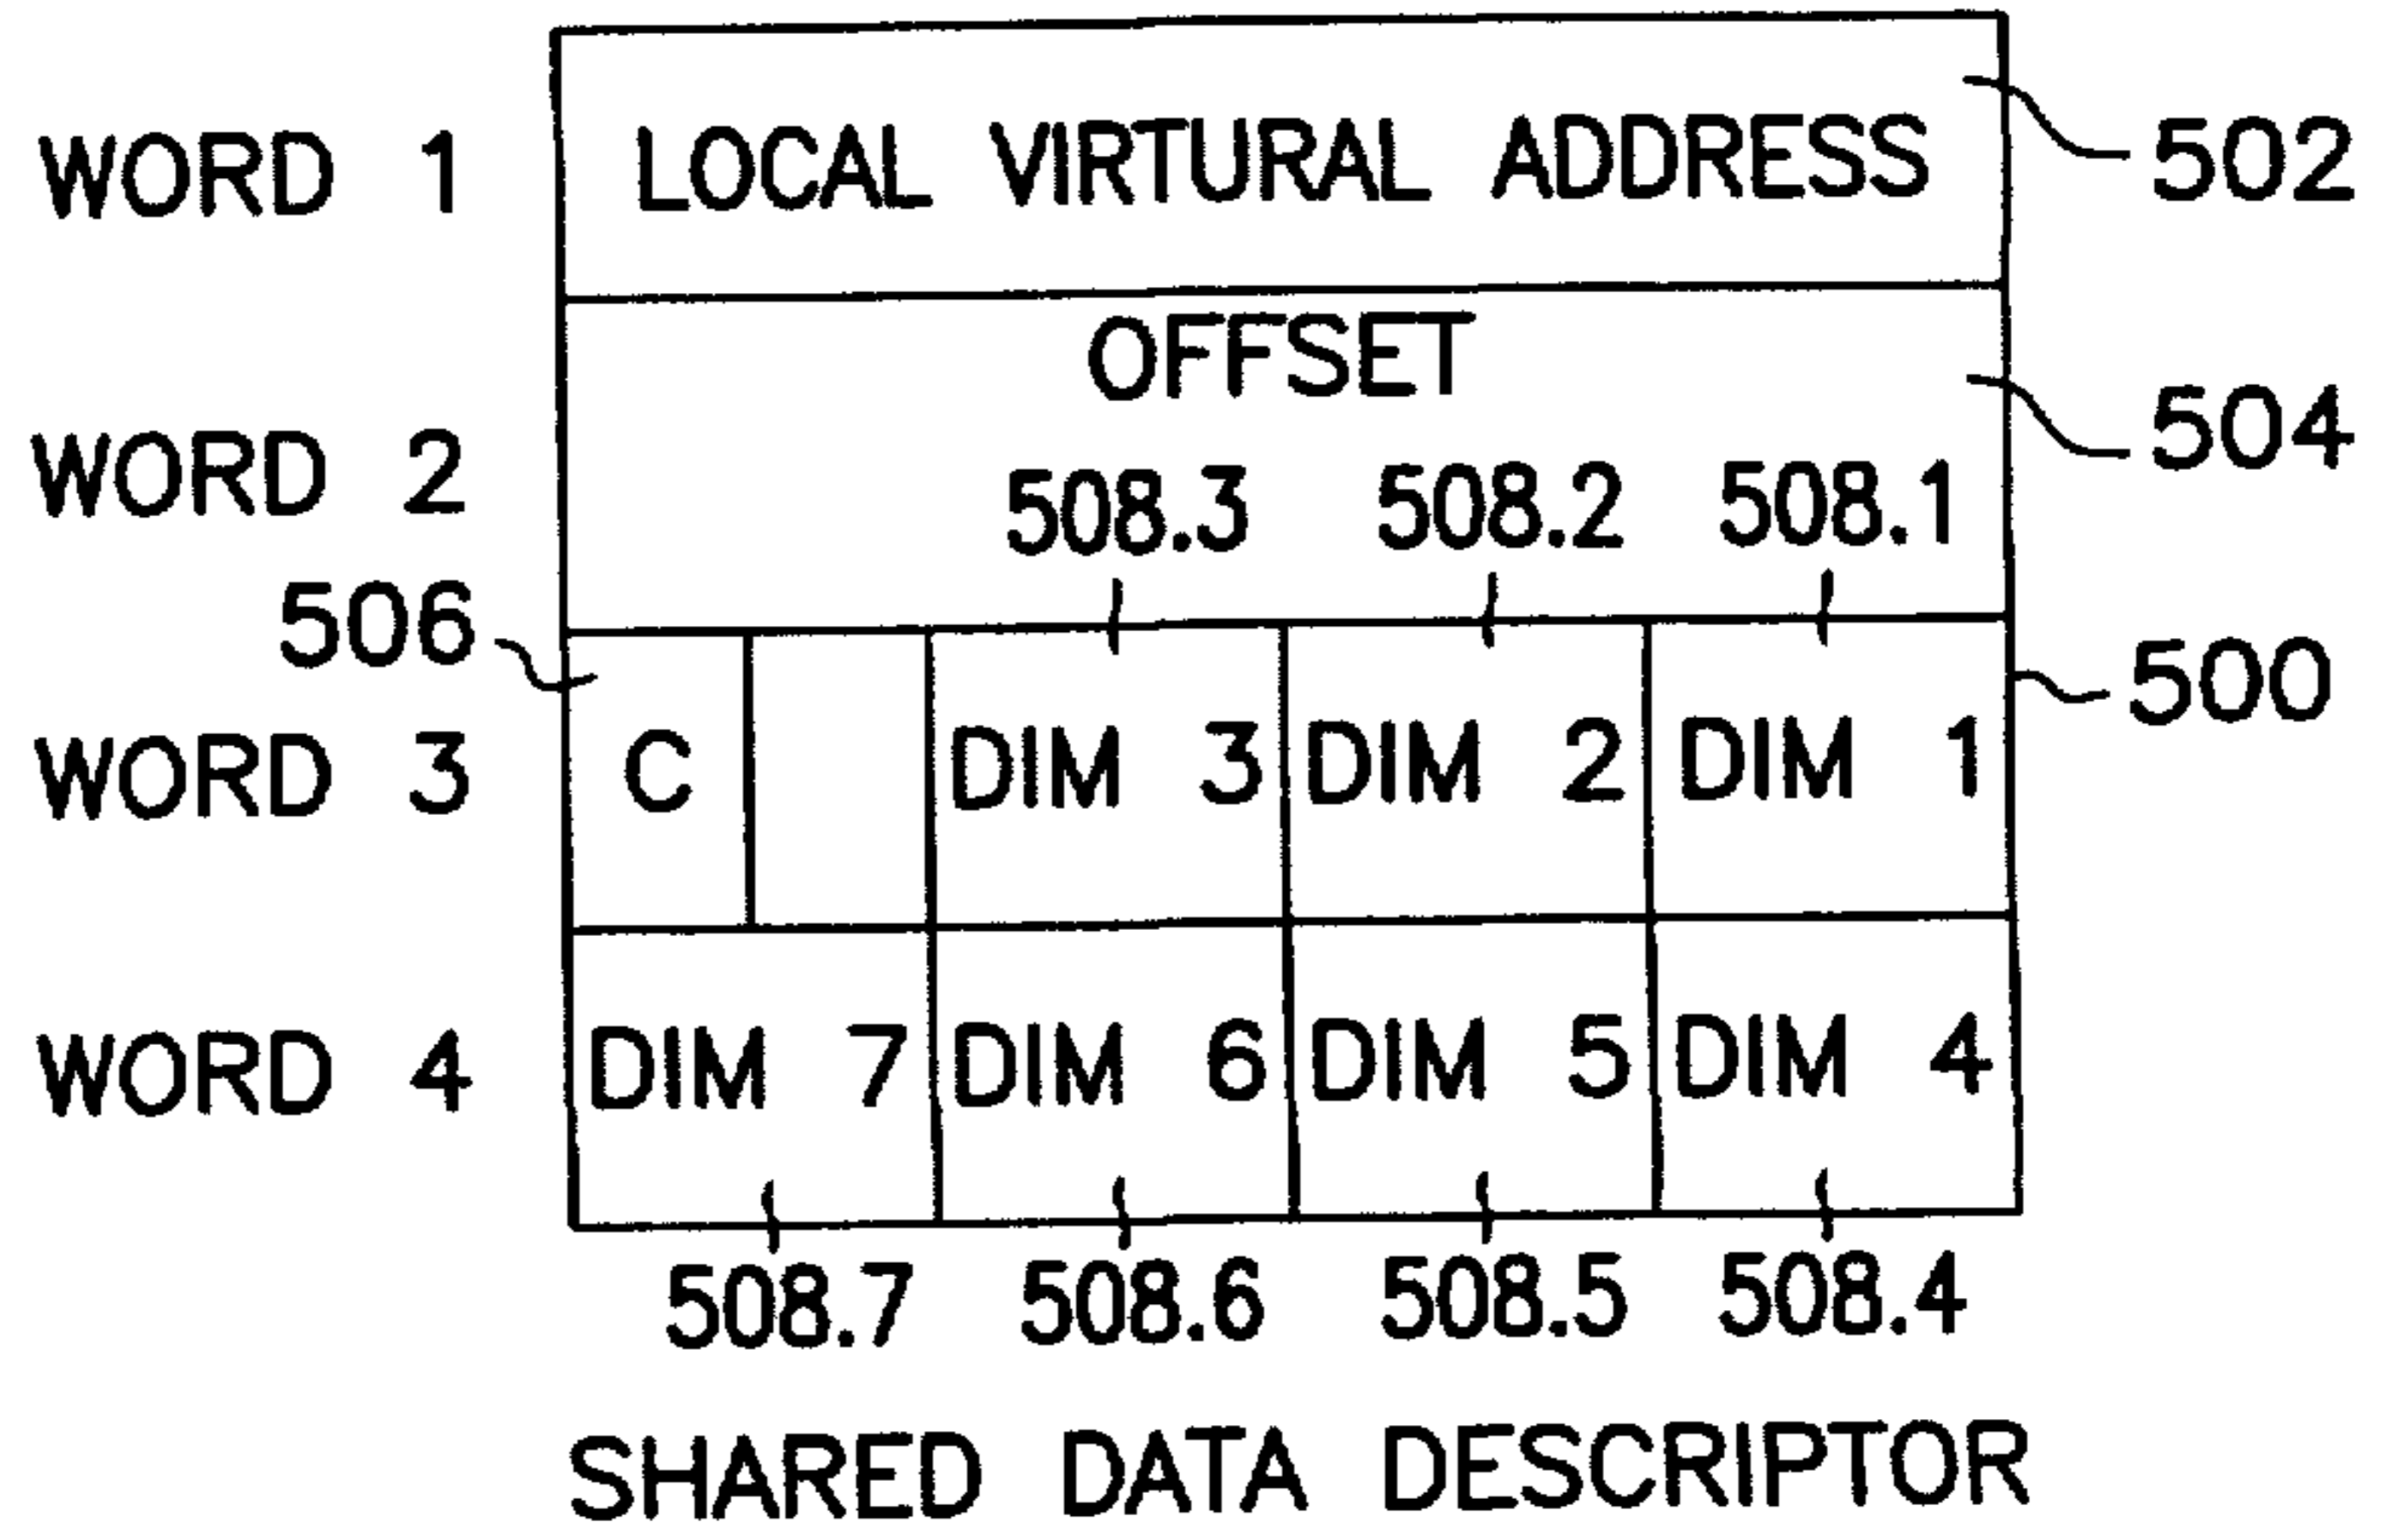 WORD 1 LOCAL VIRTURAL ADDRESS 502
OFFSET
WORD 2 504
508.3 508.2 508.1
506 500
WORD 3 C DIM 3 DIM 2 DIM 1
WORD 4 DIM 7 DIM 6 DIM 5 DIM 4
508.7 508.6 508.5 508.4
SHARED DATA DESCRIPTOR